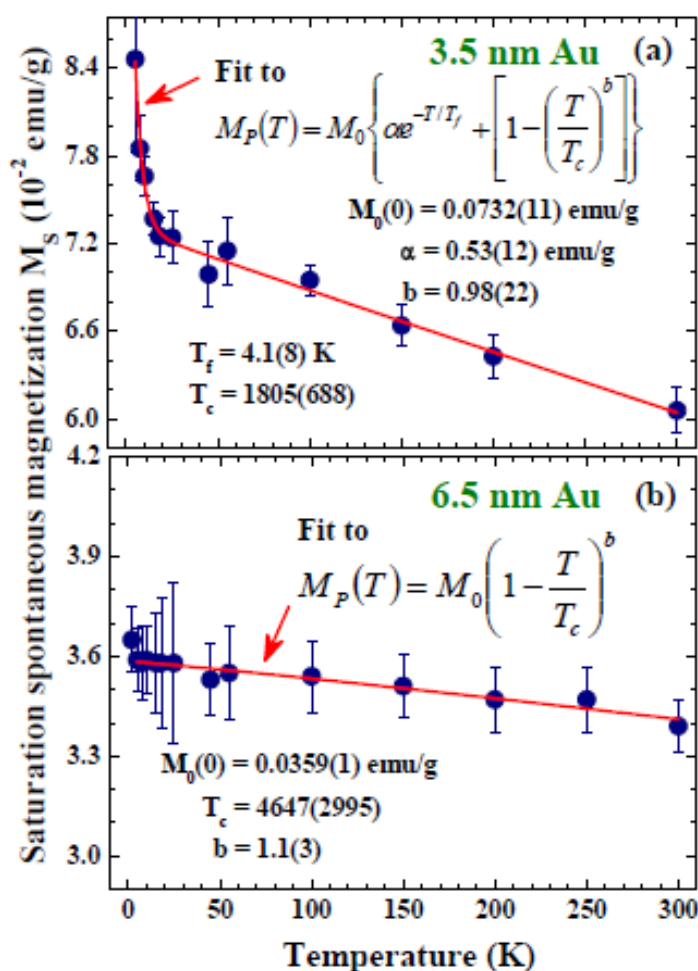 Saturation spontaneous magnetization M_S (10^-2 emu/g)
3.5 nm Au (a)
Fit to
M_P(T) = M_0{αe^{-T/T_f} + [1 - (T/T_c)^b]}
M_0(0) = 0.0732(11) emu/g
α = 0.53(12) emu/g
b = 0.98(22)
T_f = 4.1(8) K
T_c = 1805(688)
8.4
7.8
7.2
6.6
6.0
4.2
6.5 nm Au (b)
Fit to
M_P(T) = M_0(1 - T/T_c)^b
M_0(0) = 0.0359(1) emu/g
T_c = 4647(2995)
b = 1.1(3)
4.2
3.9
3.6
3.3
3.0
0 50 100 150 200 250 300
Temperature (K)